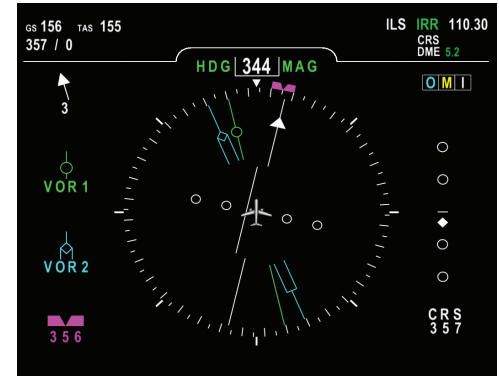 GS 156 TAS 155
357 / 0
3
VOR 1
VOR 2
356
HDG 344 MAG
ILS IRR 110.30
CRS
DME 5.2
O M I
CRS
357